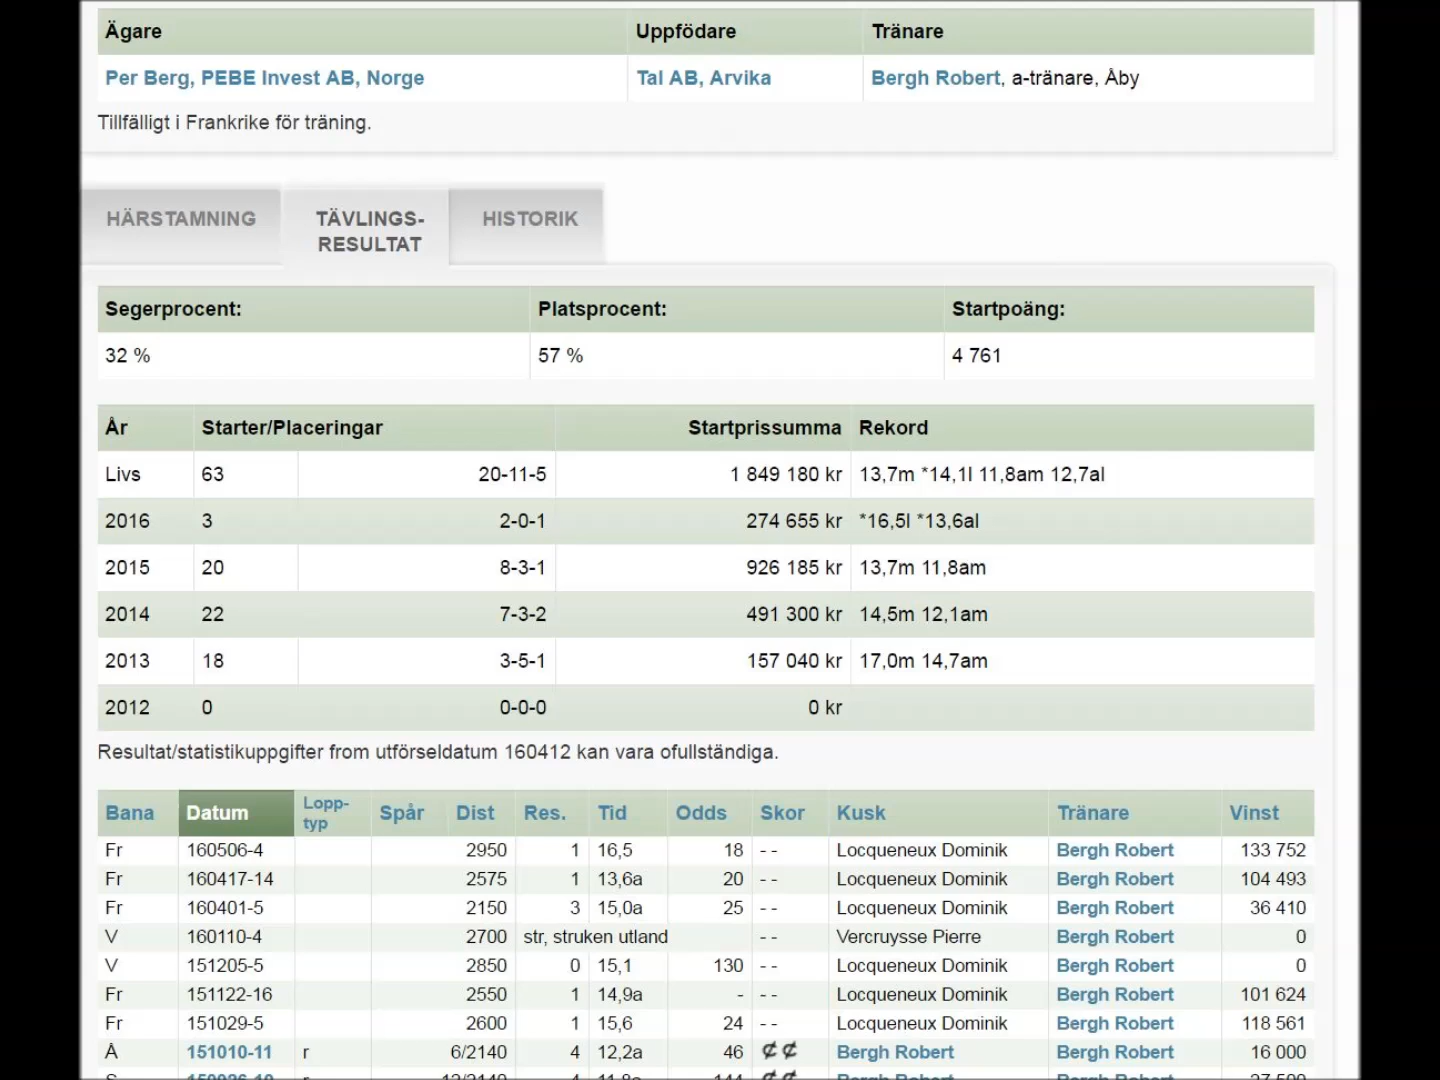 Ägare Uppfödare Tränare
Per Berg, PEBE Invest AB, Norge Tal AB, Arvika Bergh Robert, a-tränare, Åby
Tillfälligt i Frankrike för träning.
HÄRSTAMNING TÄVLINGS- HISTORIK
RESULTAT
Segerprocent: Platsprocent: Startpoäng:
32 % 57 % 4 761
År Starter/Placeringar Startprissumma Rekord
Livs 63 20-11-5 1 849 180 kr 13,7m *14,1l 11,8am 12,7al
2016 3 2-0-1 274 655 kr *16,5l *13,6al
2015 20 8-3-1 926 185 kr 13,7m 11,8am
2014 22 7-3-2 491 300 kr 14,5m 12,1am
2013 18 3-5-1 157 040 kr 17,0m 14,7am
2012 0 0-0-0 0 kr
Resultat/statistikuppgifter from utförseldatum 160412 kan vara ofullständiga.
Bana Datum Lopp- Spår Dist Res. Tid Odds Skor Kusk Tränare Vinst
typ
Fr 160506-4 2950 1 16,5 18 - - Locqueneux Dominik Bergh Robert 133 752
Fr 160417-14 2575 1 13,6a 20 - - Locqueneux Dominik Bergh Robert 104 493
Fr 160401-5 2150 3 15,0a 25 - - Locqueneux Dominik Bergh Robert 36 410
V 160110-4 2700 str, struken utland - - Vercruysse Pierre Bergh Robert 0
V 151205-5 2850 0 15,1 130 - - Locqueneux Dominik Bergh Robert 0
Fr 151122-16 2550 1 14,9a - - - Locqueneux Dominik Bergh Robert 101 624
Fr 151029-5 2600 1 15,6 24 - - Locqueneux Dominik Bergh Robert 118 561
Å 151010-11 r 6/2140 4 12,2a 46 ¢ ¢ Bergh Robert Bergh Robert 16 000